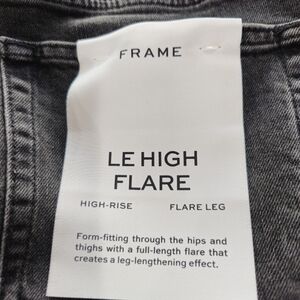 FRAME
LE HIGH
FLARE
HIGH-RISE FLARE LEG
Form-fitting through the hips and
thighs with a full-length flare that
creates a leg-lengthening effect.